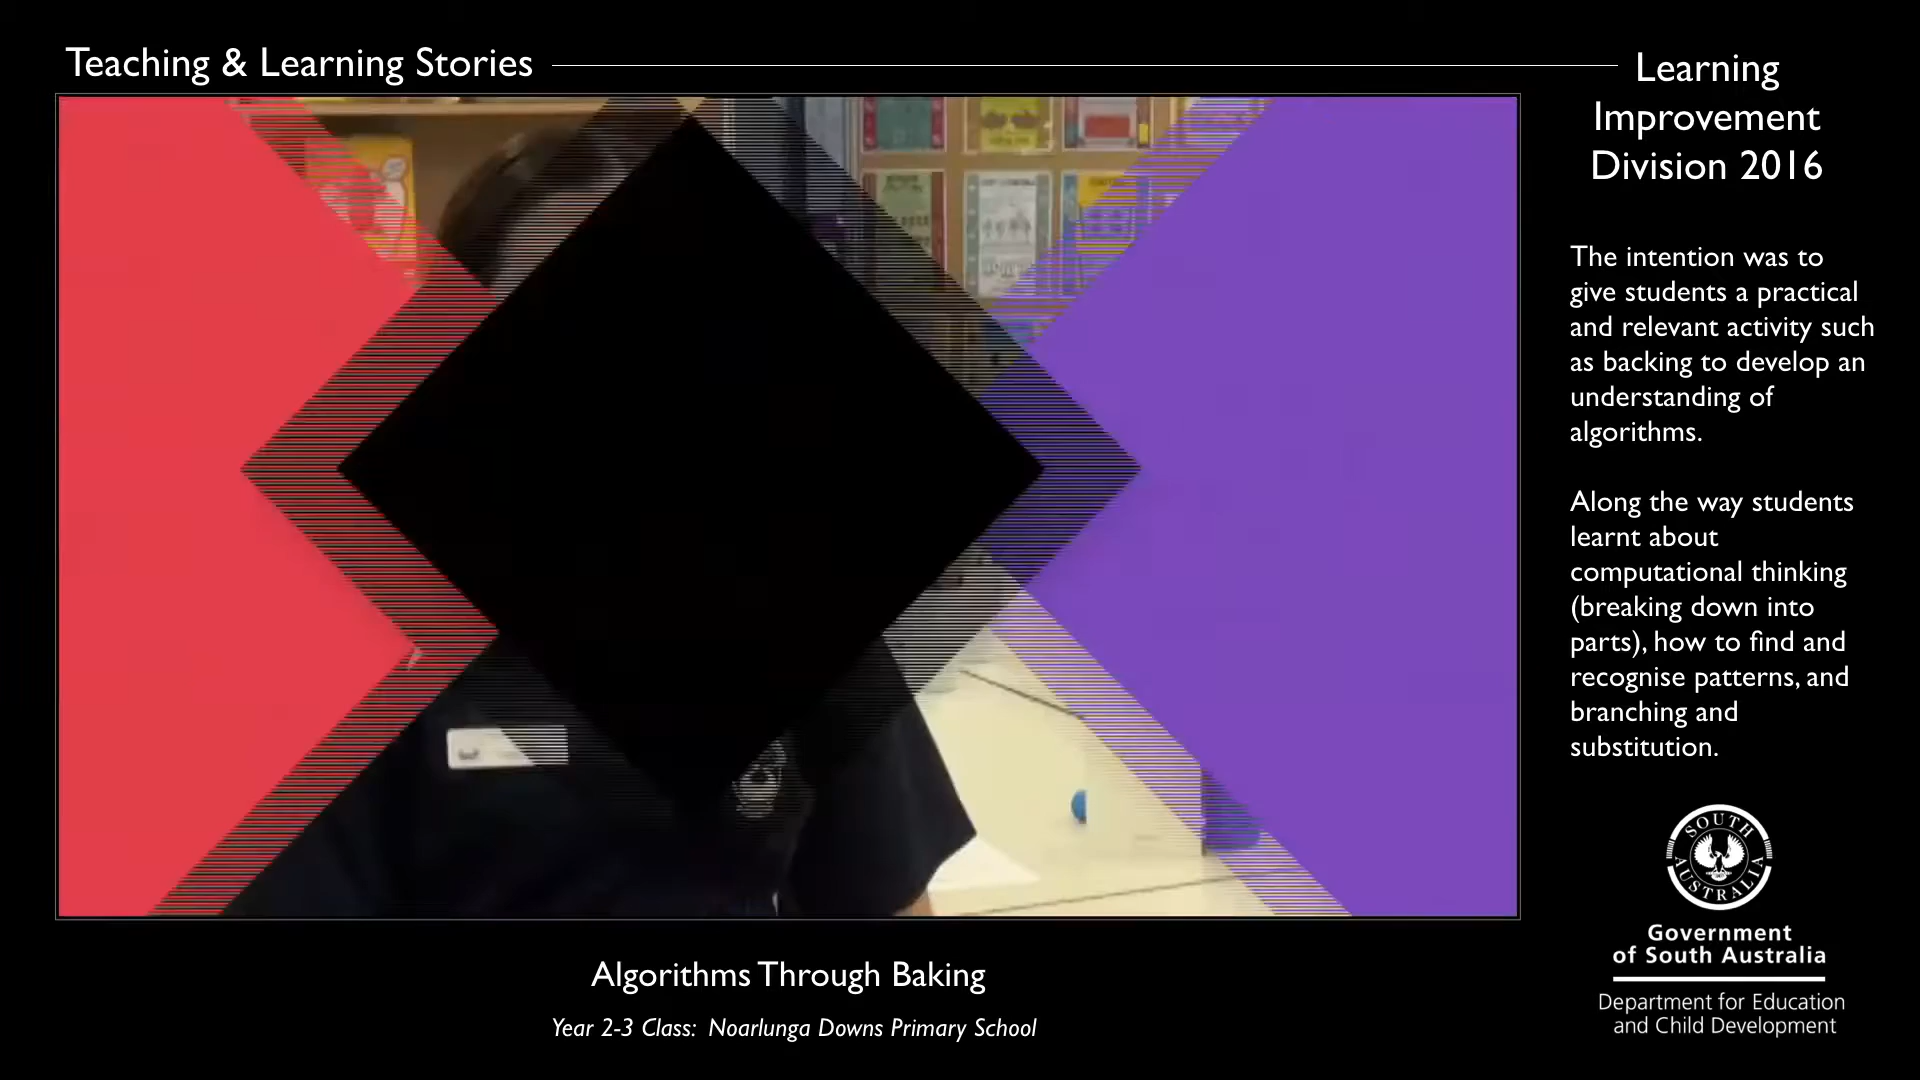 Teaching & Learning Stories
Learning
Improvement
Division 2016
The intention was to
give students a practical
and relevant activity such
as backing to develop an
understanding of
algorithms.
Along the way students
learnt about
computational thinking
(breaking down into
parts), how to find and
recognise patterns, and
branching and
substitution.
SOUTH
AUSTRALIA
Government
of South Australia
Department for Education
and Child Development
Algorithms Through Baking
Year 2-3 Class: Noarlunga Downs Primary School